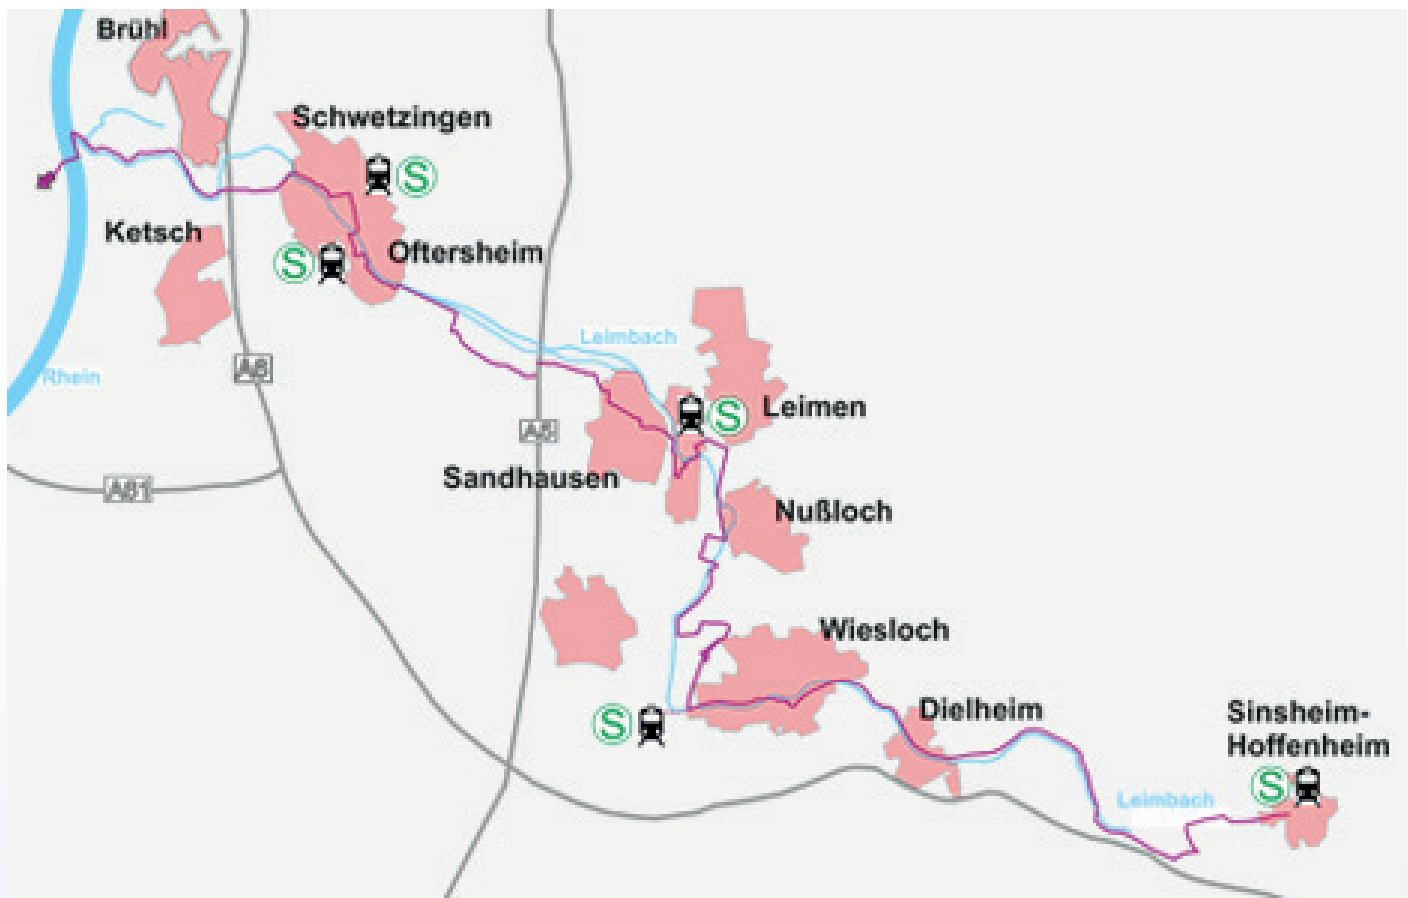 Brühl
Schwetzingen
S
Ketsch
S
Oftersheim
Leimbach
Rhein
A6
S
Leimen
A5
Sandhausen
A61
Nußloch
Wiesloch
S
Dielheim
Sinsheim-
Hoffenheim
S
Leimbach